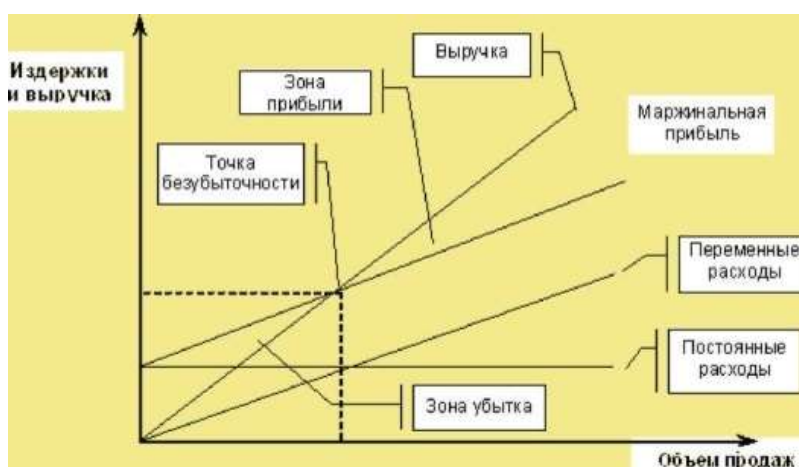 Издержки
и выручка
Выручка
Зона
прибыли
Маржинальная
прибыль
Точка
безубыточности
Переменные
расходы
Постоянные
расходы
Зона убытка
Объем продаж